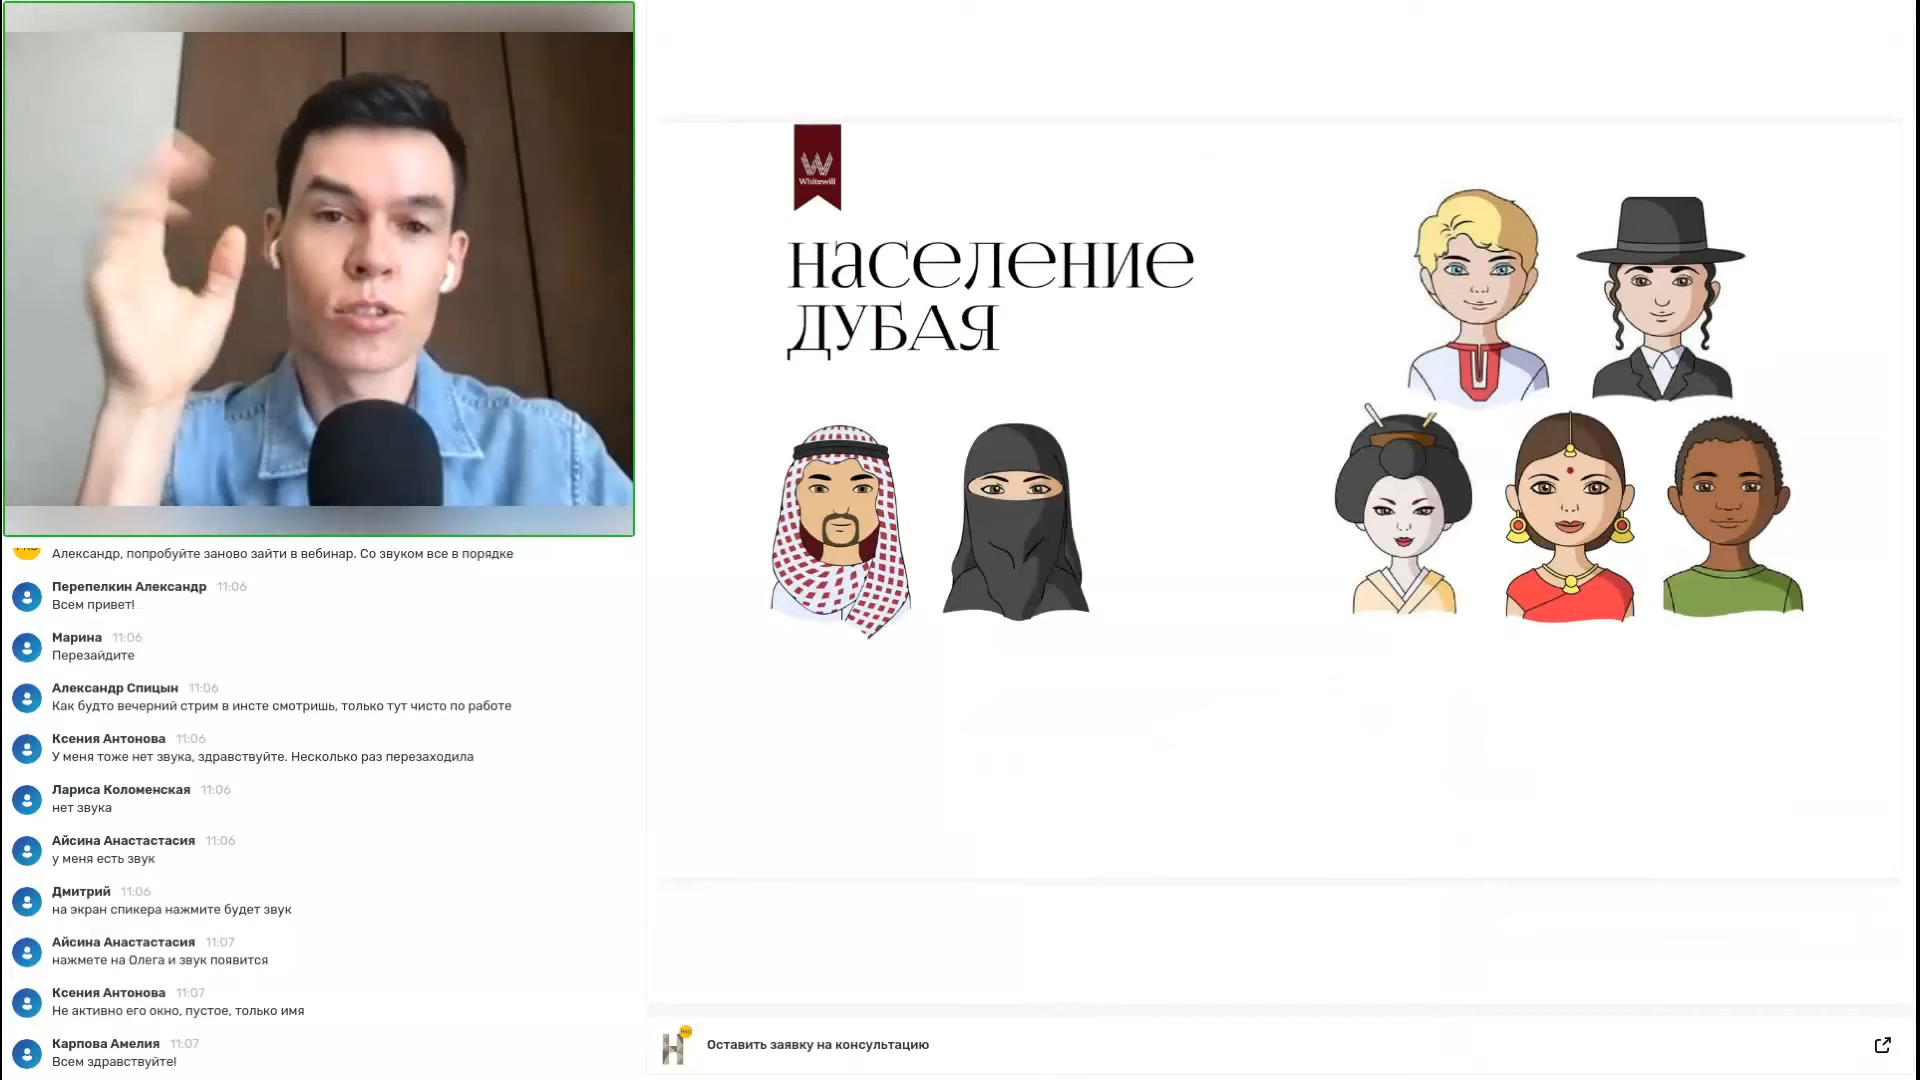 Александр, попробуйте заново зайти в вебинар. Со звуком все в порядке
Перепелкин Александр 11:06
Всем привет!
Марина 11:06
Перезайдите
Александр Спицын 11:06
Как будто вечерний стрим в инсте смотришь, только тут чисто по работе
Ксения Антонова 11:06
У меня тоже нет звука, здравствуйте. Несколько раз перезаходила
Лариса Коломенская 11:06
нет звука
Айсина Анастастасия 11:06
у меня есть звук
Дмитрий 11:06
на экран спикера нажмите будет звук
Айсина Анастастасия 11:07
нажмете на Олега и звук появится
Ксения Антонова 11:07
Не активно его окно, пустое, только имя
Карпова Амелия 11:07
Всем здравствуйте!
W
Whitewill
население
ДУБАЯ
PRO
H
Оставить заявку на консультацию